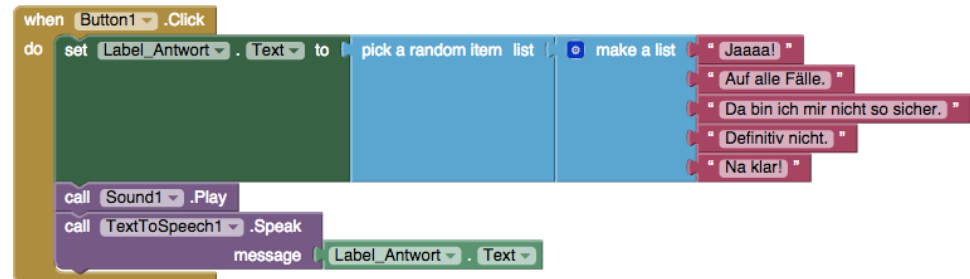 when Button1 .Click
do set Label_Antwort . Text to pick a random item list make a list " Jaaaa! "
" Auf alle Fälle. "
" Da bin ich mir nicht so sicher. "
" Definitiv nicht. "
" Na klar! "
call Sound1 .Play
call TextToSpeech1 .Speak
message Label_Antwort . Text